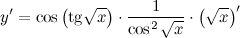 y′ = cos(tg√x) · 1/(cos² √x) · (√x)′